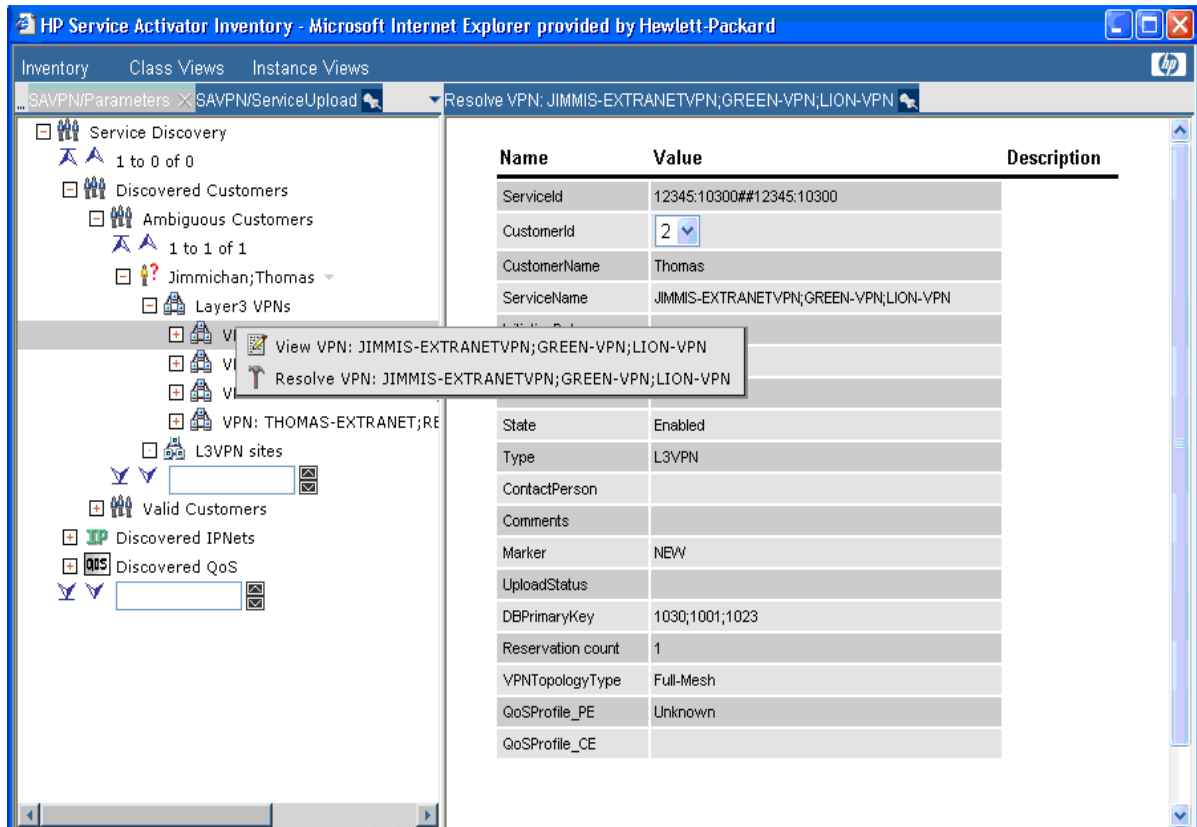 HP Service Activator Inventory - Microsoft Internet Explorer provided by Hewlett-Packard
Inventory Class Views Instance Views
hp
... SAVPN/Parameters SAVPN/ServiceUpload Resolve VPN: JIMMIS-EXTRANETVPN;GREEN-VPN;LION-VPN
Service Discovery
1 to 0 of 0
Discovered Customers
Ambiguous Customers
1 to 1 of 1
Jimmichan;Thomas
Layer3 VPNs
View VPN: JIMMIS-EXTRANETVPN;GREEN-VPN;LION-VPN
Resolve VPN: JIMMIS-EXTRANETVPN;GREEN-VPN;LION-VPN
VPN: THOMAS-EXTRANET;RE
L3VPN sites
Valid Customers
IP Discovered IPNets
QoS Discovered QoS
Name Value Description
ServiceId 12345:10300##12345:10300
CustomerId 2
CustomerName Thomas
ServiceName JIMMIS-EXTRANETVPN;GREEN-VPN;LION-VPN
State Enabled
Type L3VPN
ContactPerson
Comments
Marker NEW
UploadStatus
DBPrimaryKey 1030;1001;1023
Reservation count 1
VPNTopologyType Full-Mesh
QoSProfile_PE Unknown
QoSProfile_CE